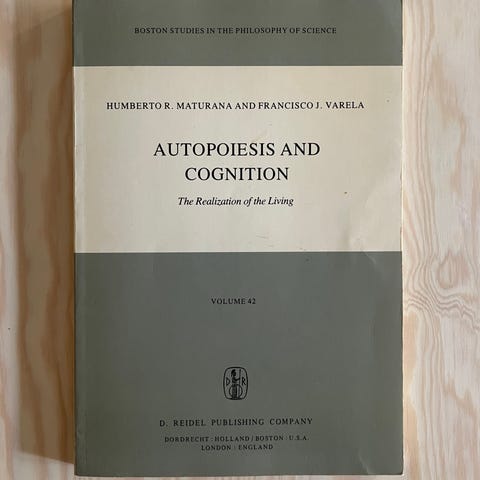 BOSTON STUDIES IN THE PHILOSOPHY OF SCIENCE
HUMBERTO R. MATURANA AND FRANCISCO J. VARELA
AUTOPOIESIS AND
COGNITION
The Realization of the Living
VOLUME 42
D R
D. REIDEL PUBLISHING COMPANY
DORDRECHT : HOLLAND / BOSTON : U.S.A.
LONDON : ENGLAND